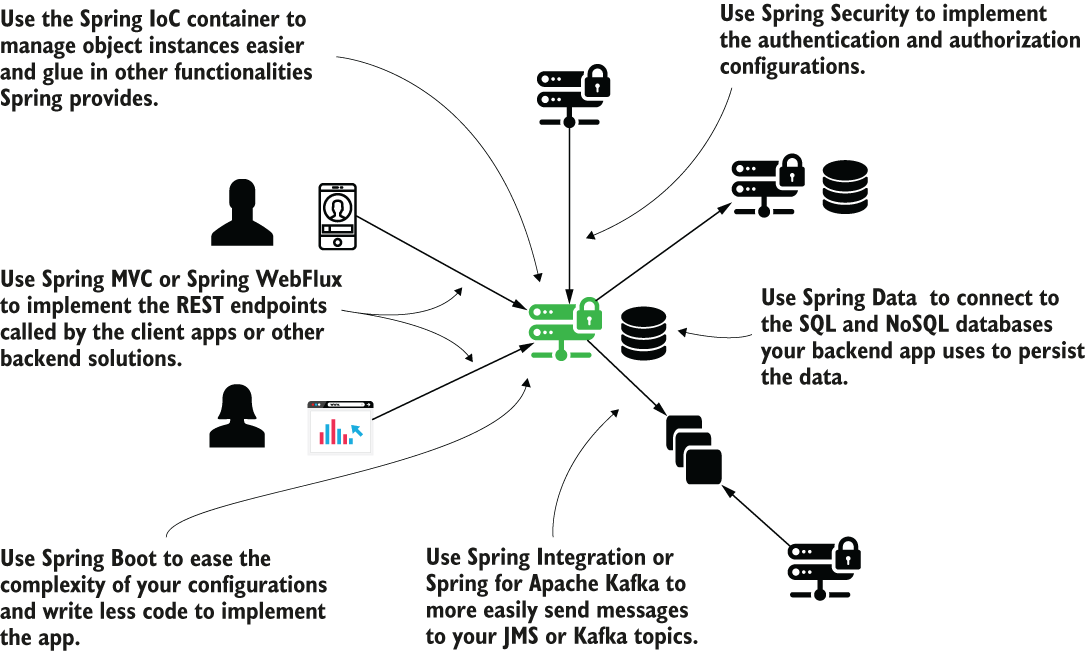 Use the Spring IoC container to
manage object instances easier
and glue in other functionalities
Spring provides.
Use Spring Security to implement
the authentication and authorization
configurations.
Use Spring MVC or Spring WebFlux
to implement the REST endpoints
called by the client apps or other
backend solutions.
Use Spring Data to connect to
the SQL and NoSQL databases
your backend app uses to persist
the data.
Use Spring Boot to ease the
complexity of your configurations
and write less code to implement
the app.
Use Spring Integration or
Spring for Apache Kafka to
more easily send messages
to your JMS or Kafka topics.